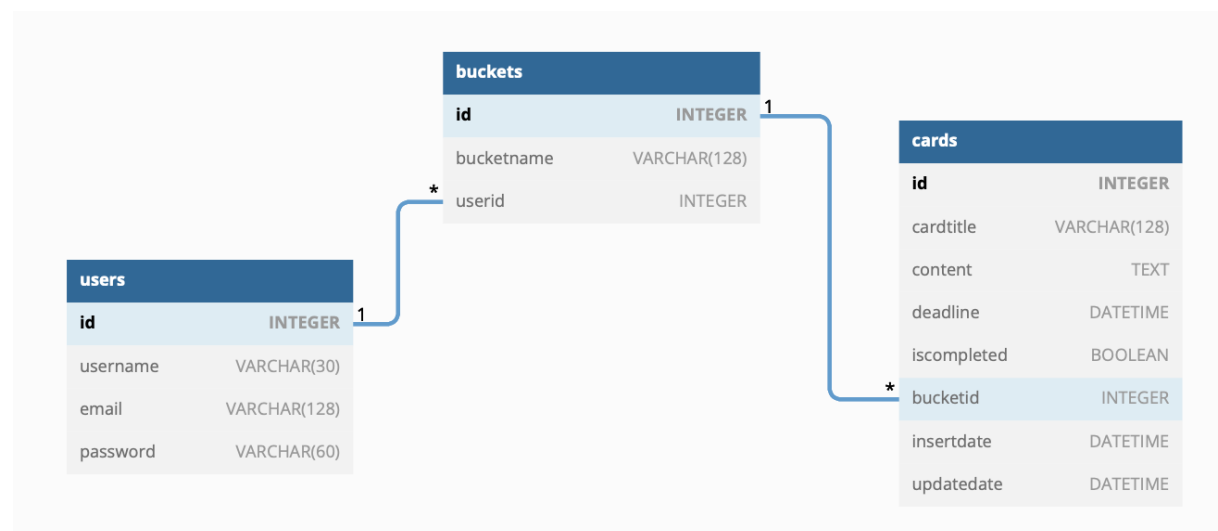 buckets
id INTEGER 1
bucketname VARCHAR(128)
* userid INTEGER
users
id INTEGER 1
username VARCHAR(30)
email VARCHAR(128)
password VARCHAR(60)
cards
id INTEGER
cardtitle VARCHAR(128)
content TEXT
deadline DATETIME
iscompleted BOOLEAN
* bucketid INTEGER
insertdate DATETIME
updatedate DATETIME